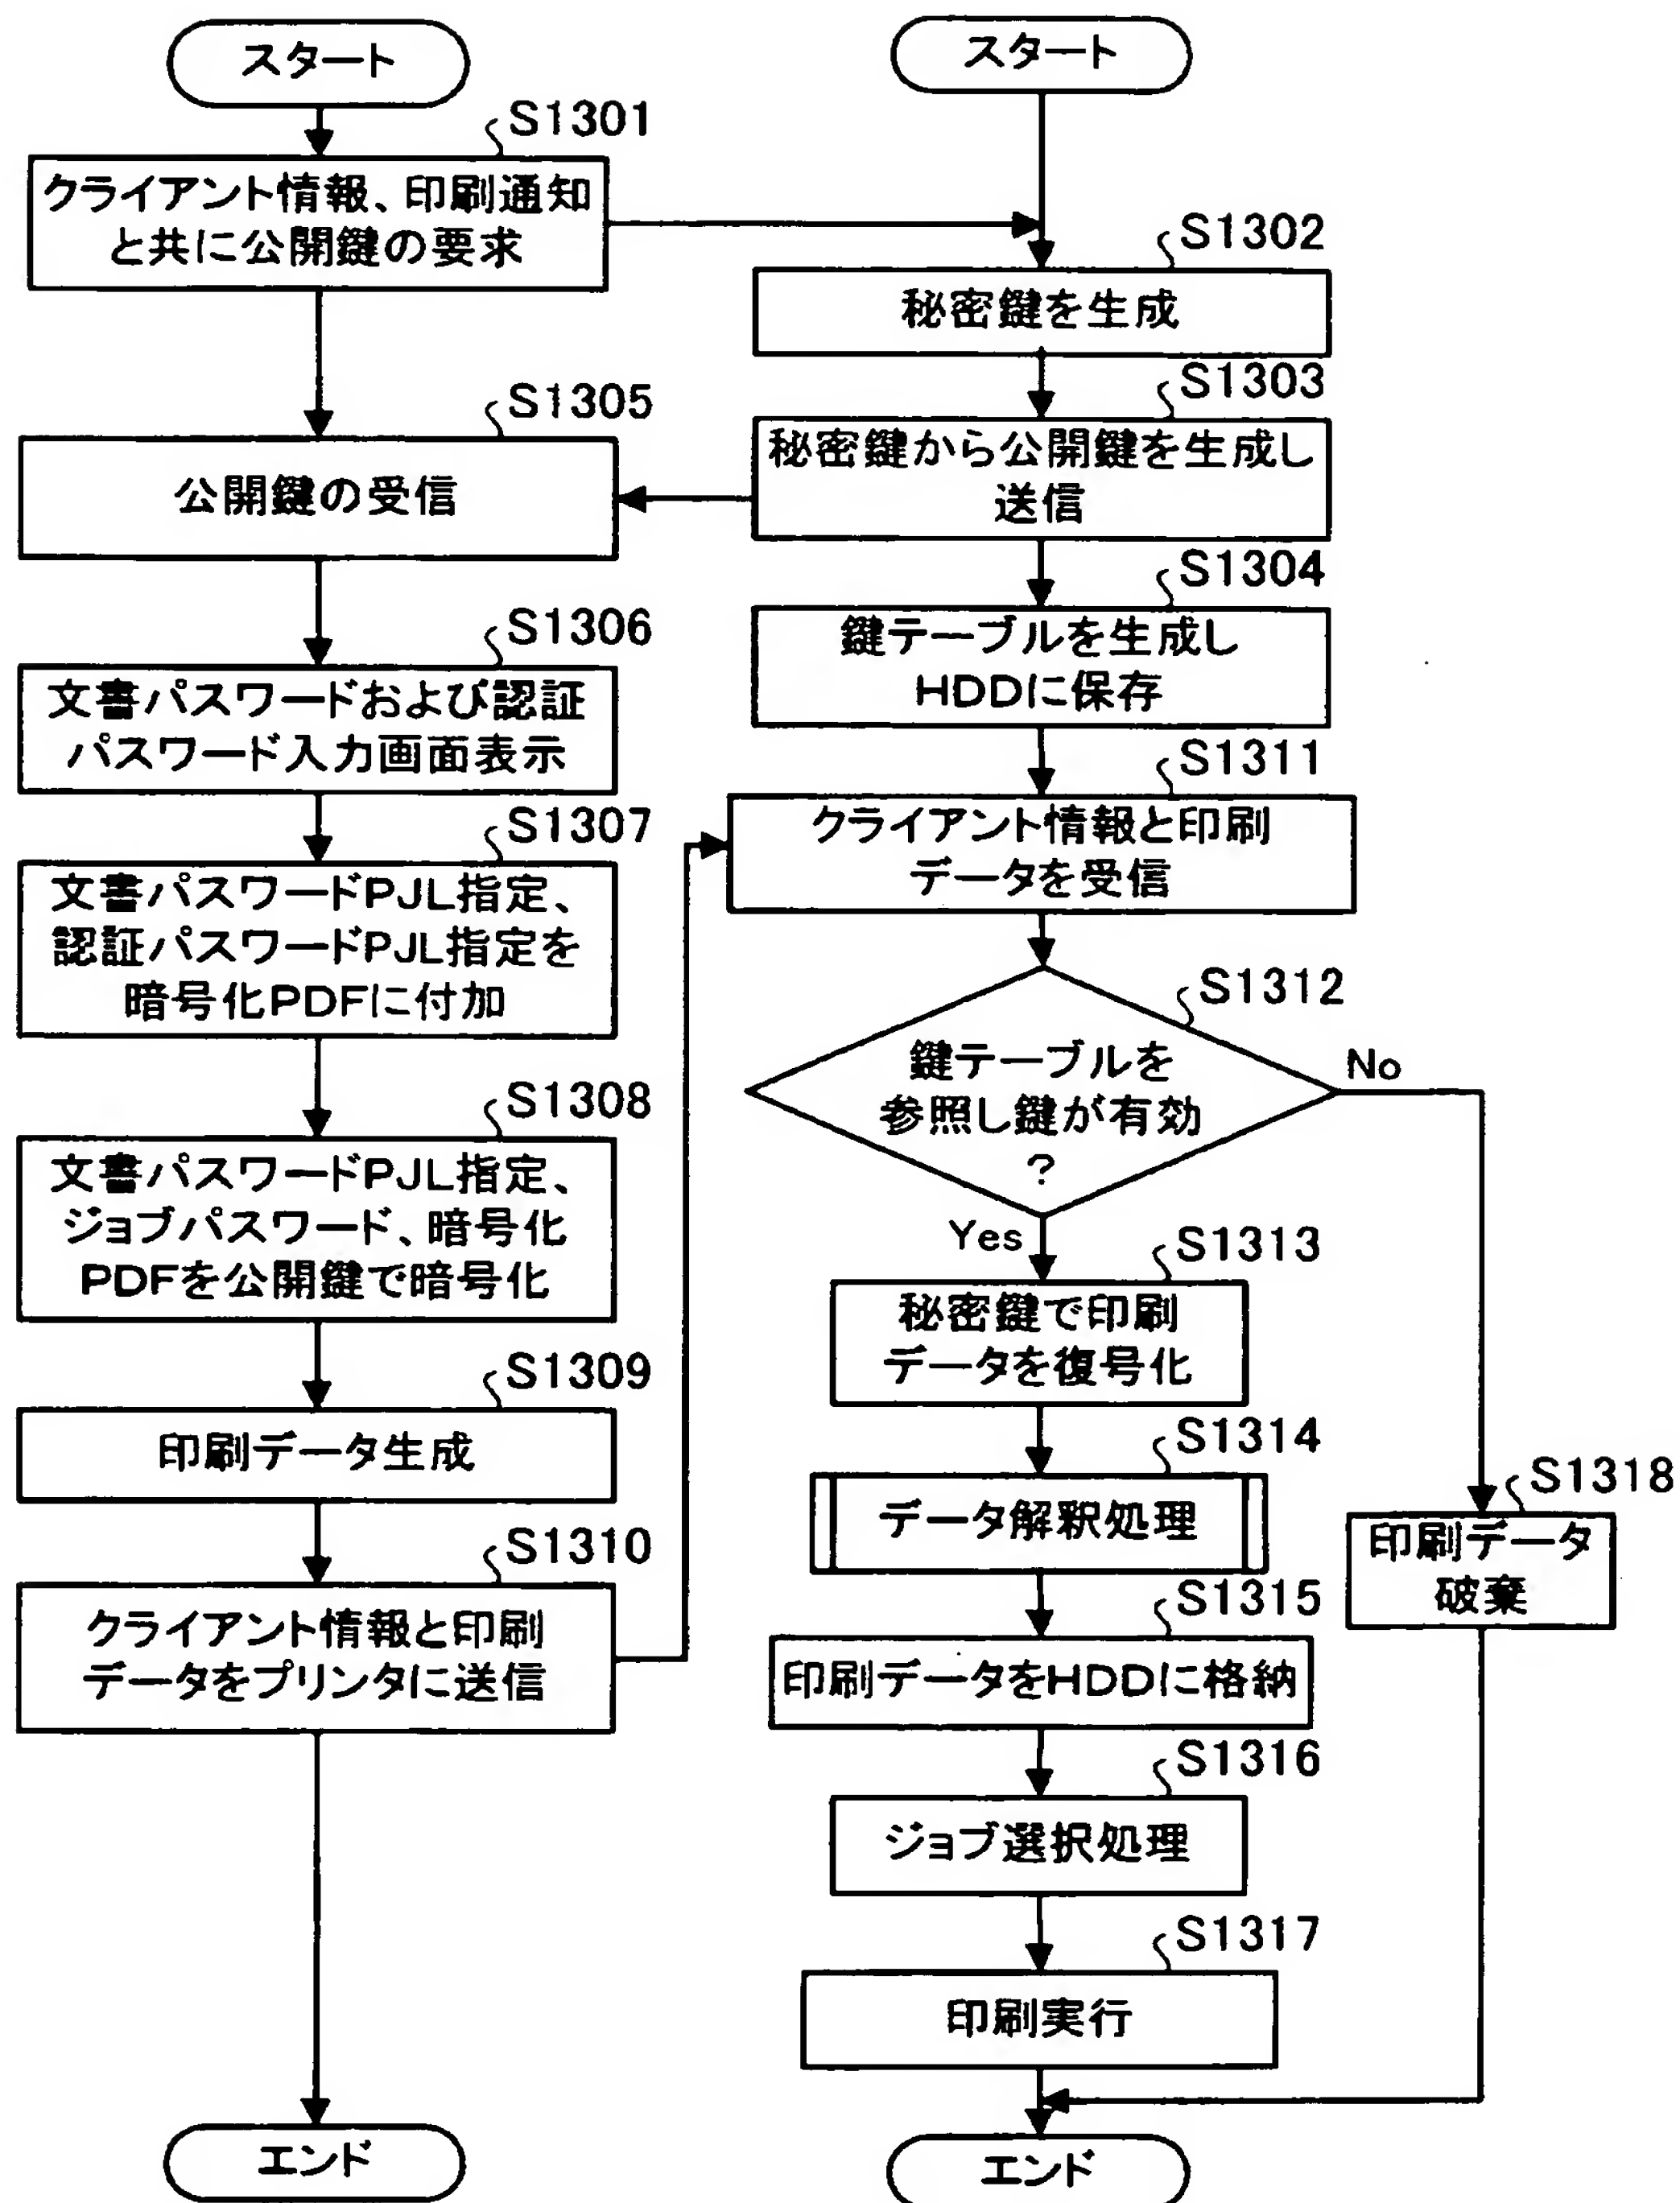 スタート
S1301
クライアント情報、印刷通知
と共に公開鍵の要求
S1305
公開鍵の受信
S1306
文書パスワードおよび認証
パスワード入力画面表示
S1307
文書パスワードPJL指定、
認証パスワードPJL指定を
暗号化PDFに付加
S1308
文書パスワードPJL指定、
ジョブパスワード、暗号化
PDFを公開鍵で暗号化
S1309
印刷データ生成
S1310
クライアント情報と印刷
データをプリンタに送信
エンド
スタート
S1302
秘密鍵を生成
S1303
秘密鍵から公開鍵を生成し
送信
S1304
鍵テーブルを生成し
HDDに保存
S1311
クライアント情報と印刷
データを受信
S1312
鍵テーブルを
参照し鍵が有効
?
No
Yes
S1313
秘密鍵で印刷
データを復号化
S1314
データ解釈処理
S1318
印刷データ
破棄
S1315
印刷データをHDDに格納
S1316
ジョブ選択処理
S1317
印刷実行
エンド